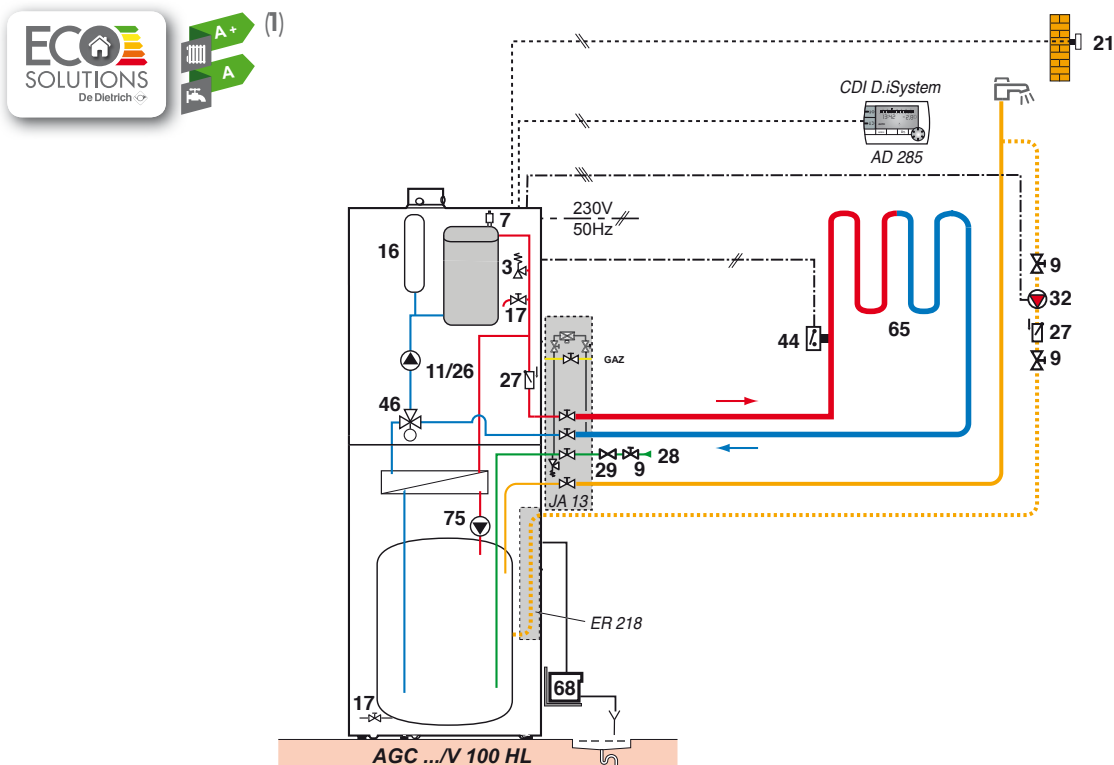 ECO
SOLUTIONS
De Dietrich
A+
A
(1)
21
CDI D.iSystem
AD 285
230V
50Hz
7
16
3
17
11/26
27
46
GAZ
44
65
9
32
27
9
29
9
28
JA 13
75
ER 218
68
17
AGC .../V 100 HL